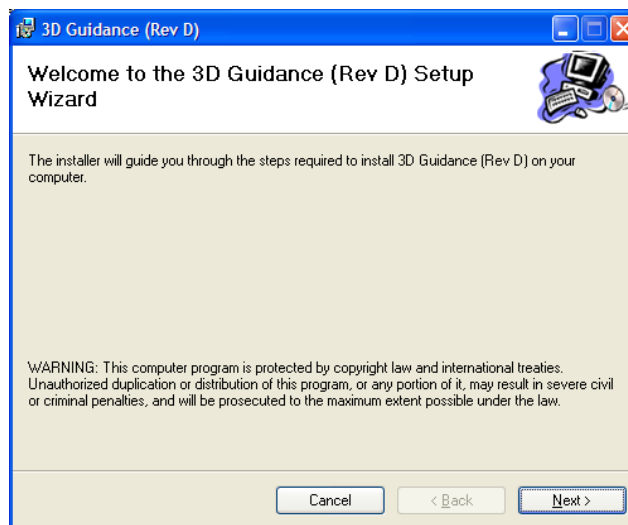 3D Guidance (Rev D)
Welcome to the 3D Guidance (Rev D) Setup
Wizard
The installer will guide you through the steps required to install 3D Guidance (Rev D) on your
computer.
WARNING: This computer program is protected by copyright law and international treaties.
Unauthorized duplication or distribution of this program, or any portion of it, may result in severe civil
or criminal penalties, and will be prosecuted to the maximum extent possible under the law.
Cancel < Back Next >